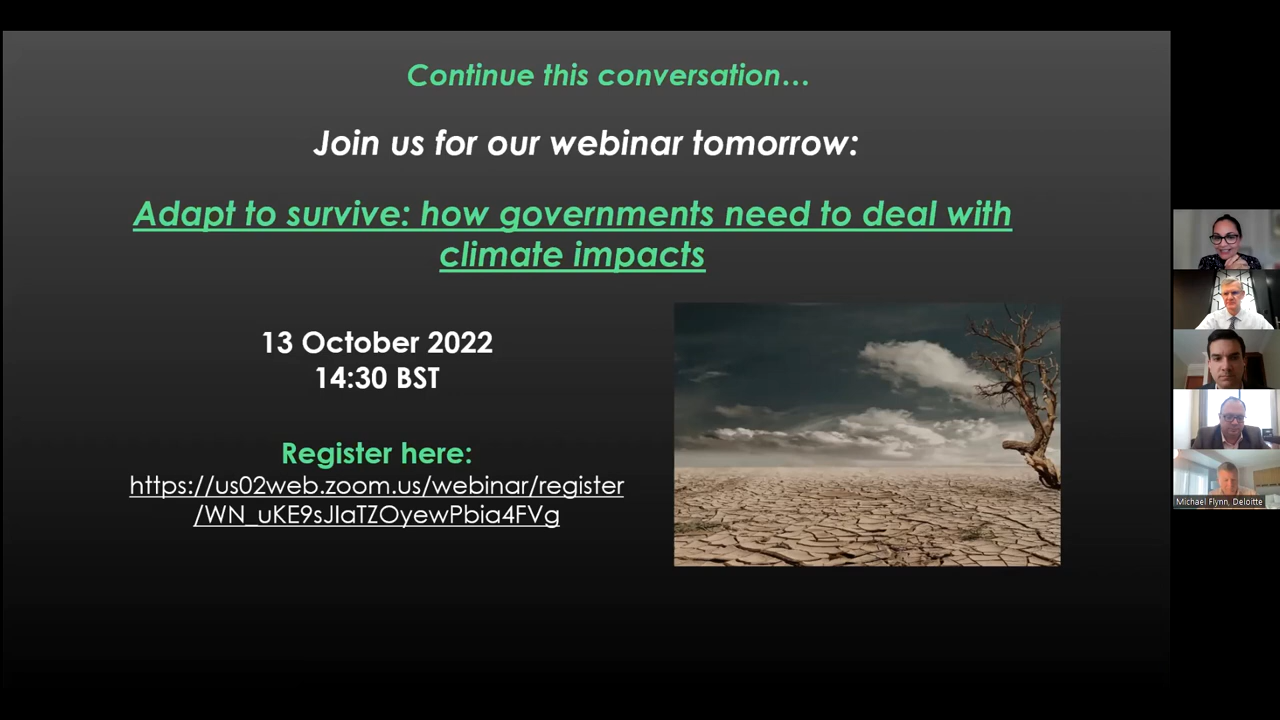 Continue this conversation…
Join us for our webinar tomorrow:
Adapt to survive: how governments need to deal with
climate impacts
13 October 2022
14:30 BST
Register here:
https://us02web.zoom.us/webinar/register
/WN_uKE9sJlaTZOyewPbia4FVg
Michael Flynn, Deloitte